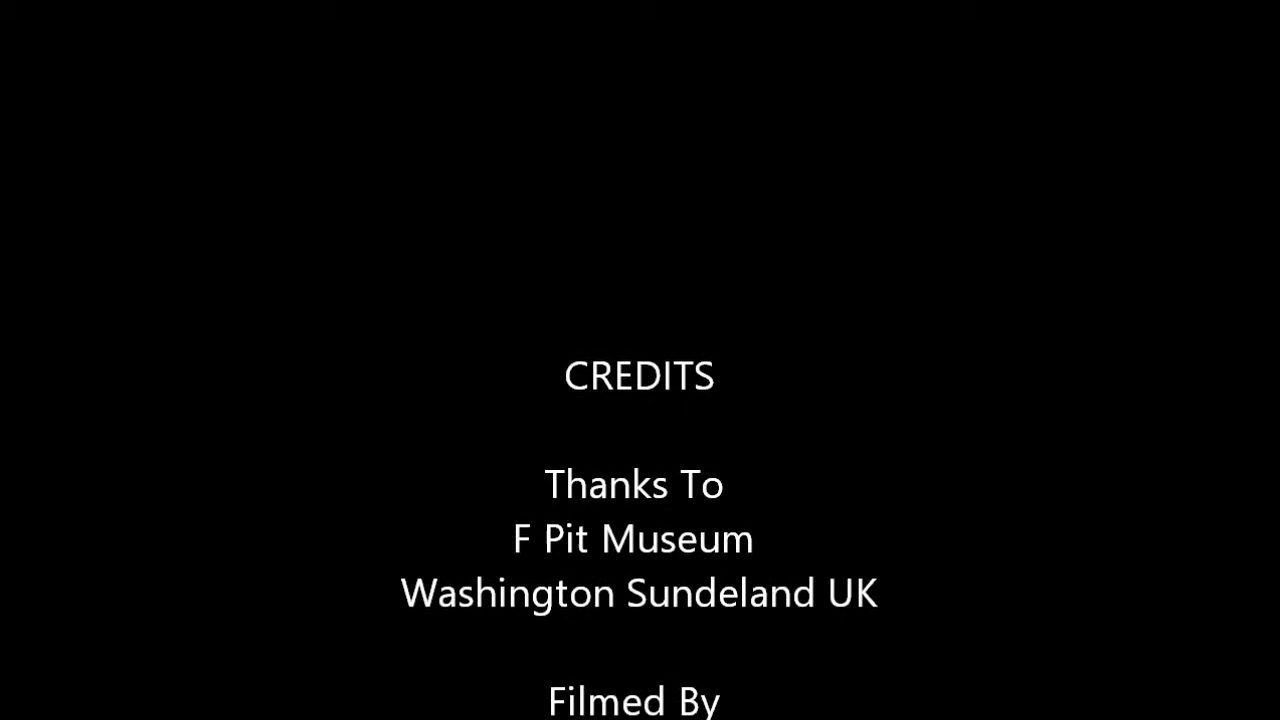 CREDITS
Thanks To
F Pit Museum
Washington Sundeland UK
Filmed By